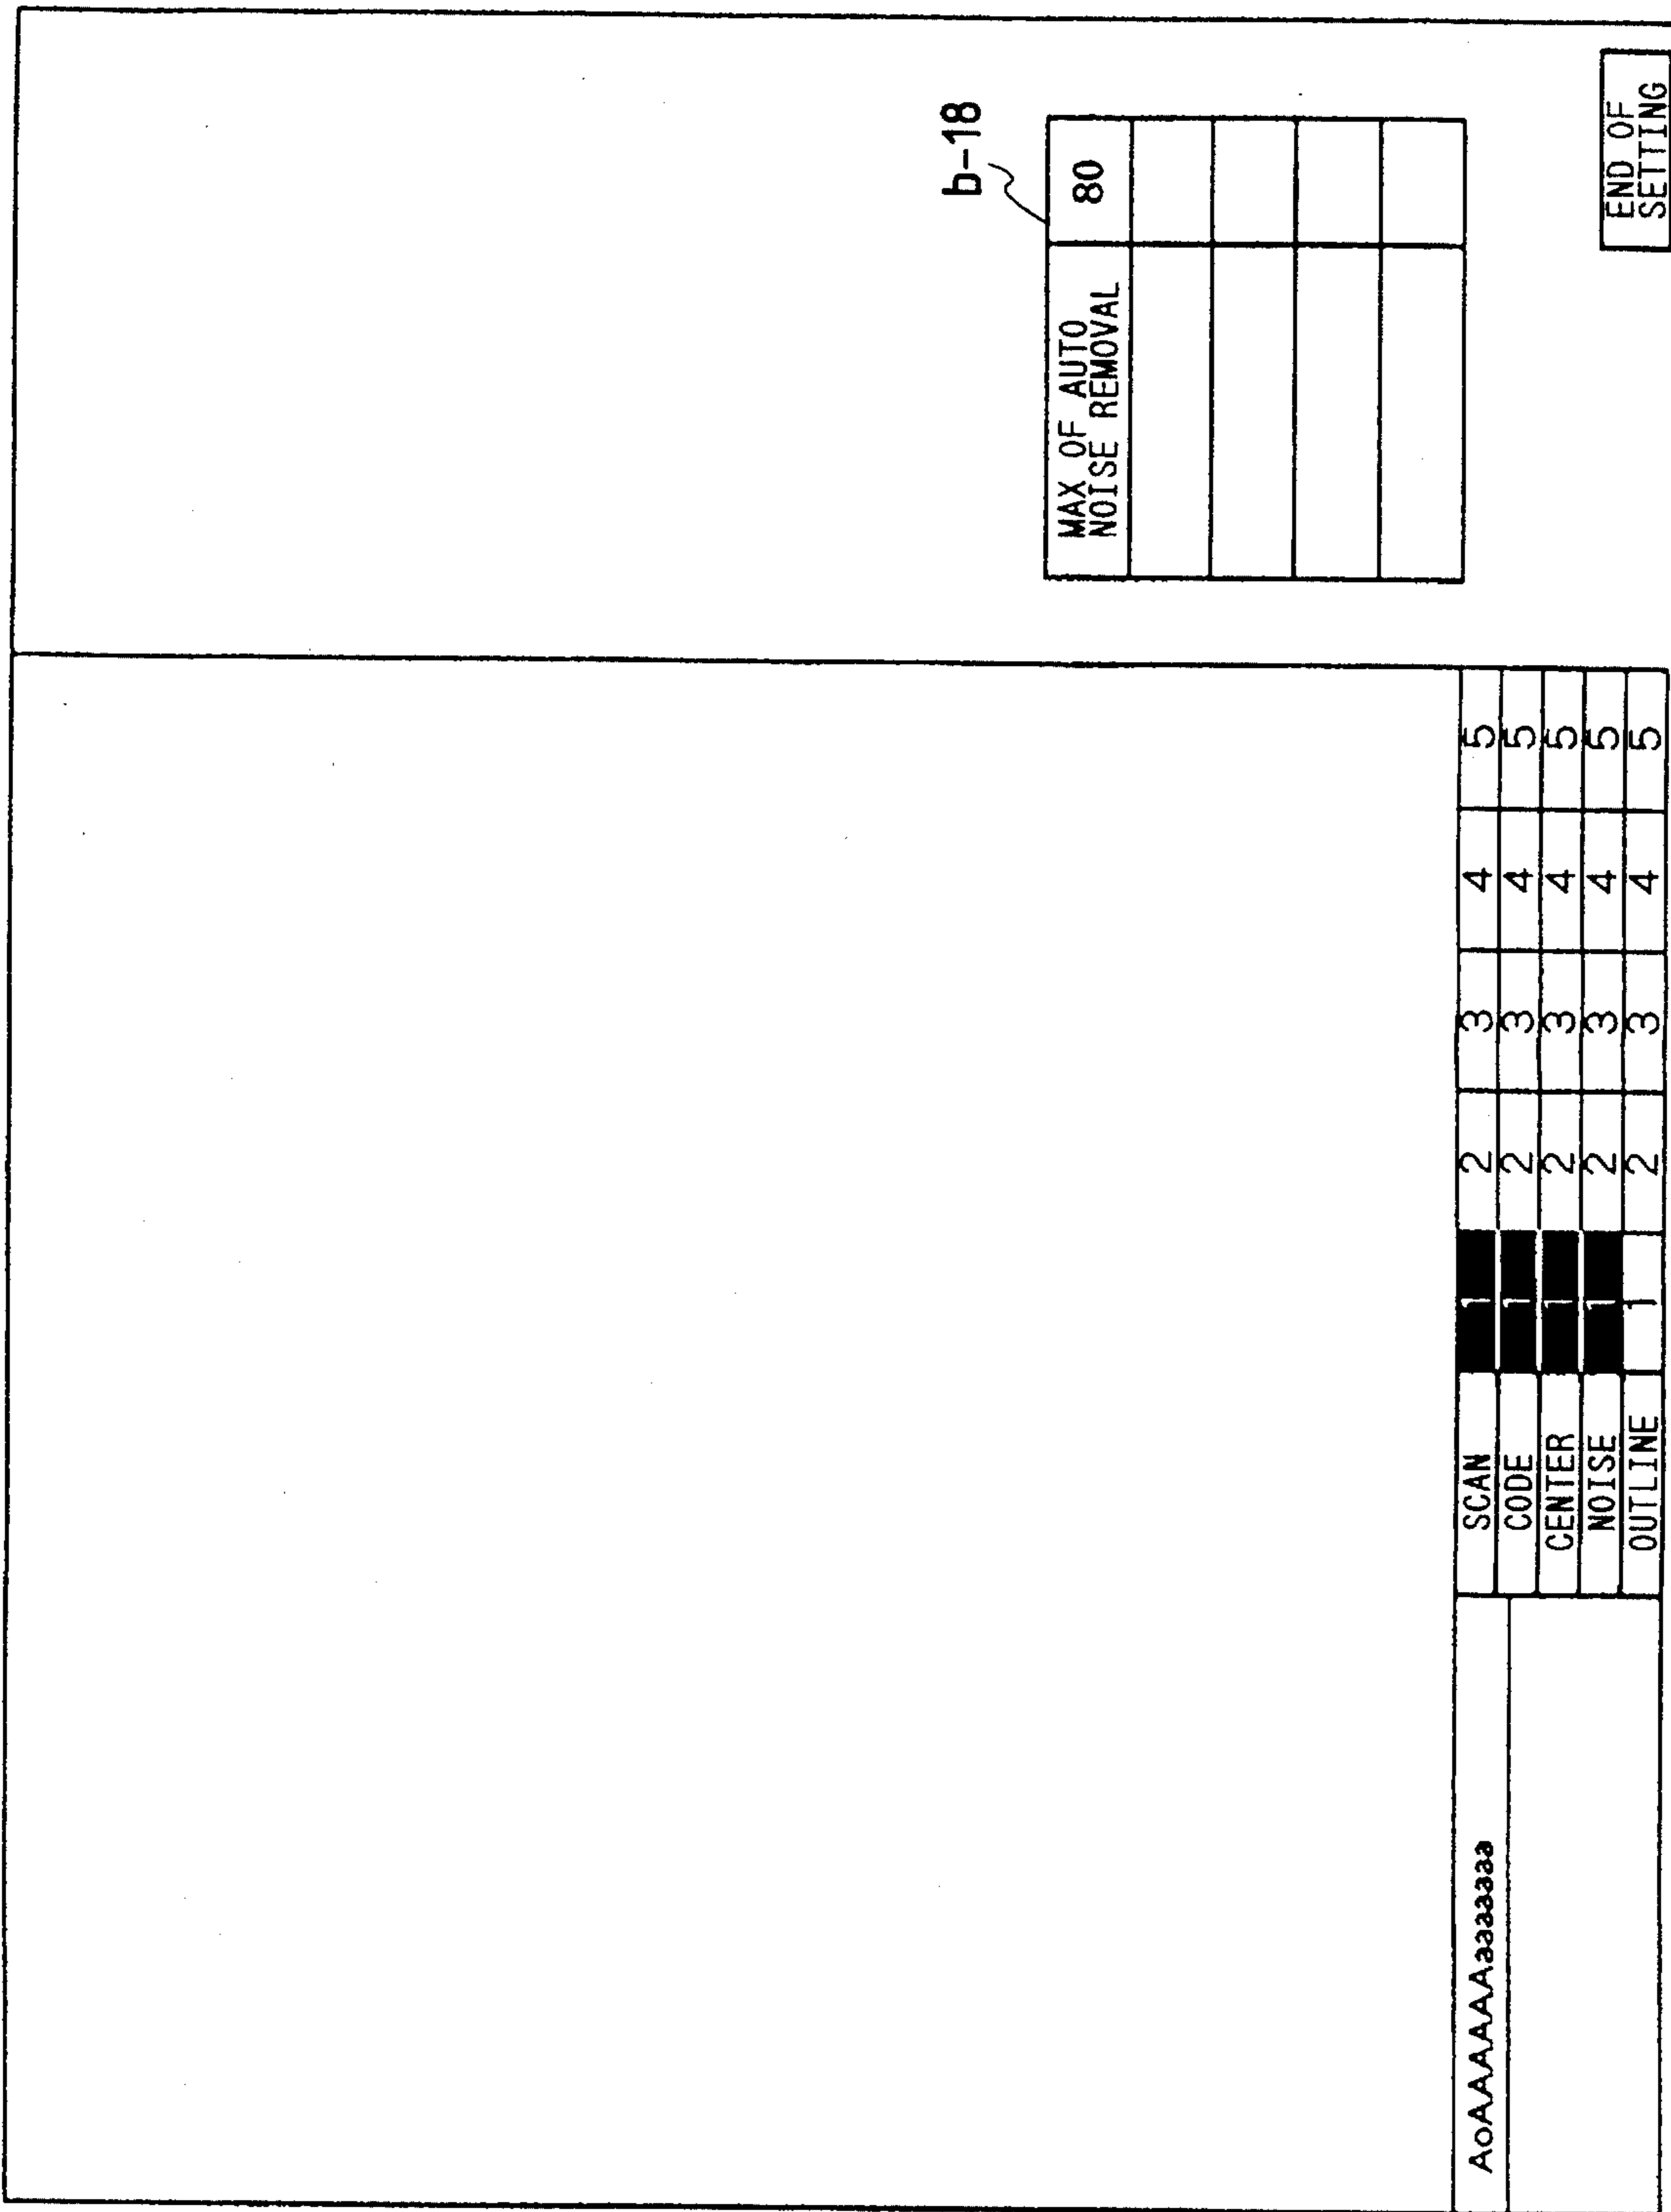 b-18
MAX OF AUTO 80
NOISE REMOVAL
SCAN 1 2 3 4 5
CODE 1 2 3 4 5
CENTER 1 2 3 4 5
NOISE 1 2 3 4 5
OUTLINE 1 2 3 4 5
END OF
SETTING